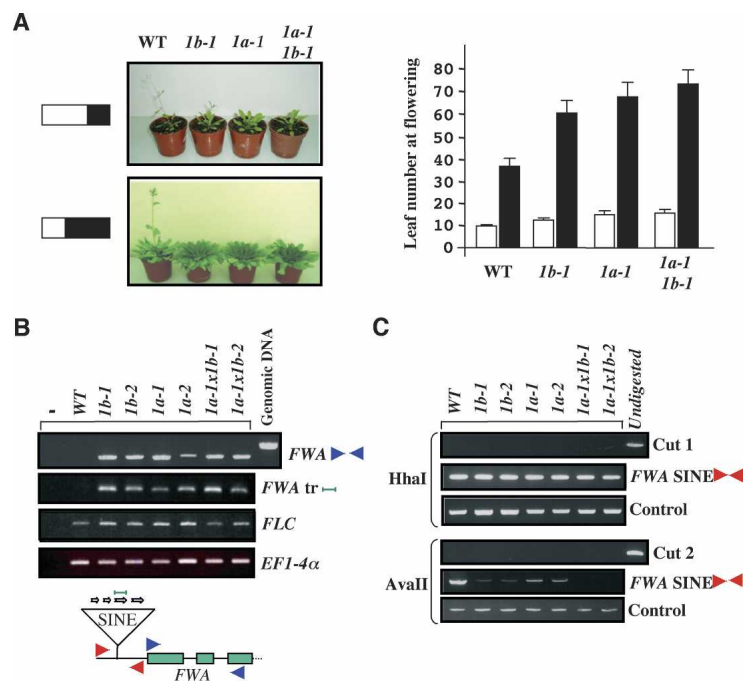 A
WT 1b-1 1a-1 1a-1 1b-1
Leaf number at flowering
80
70
60
50
40
30
20
10
0
WT 1b-1 1a-1 1a-1 1b-1
B
- WT 1b-1 1b-2 1a-1 1a-2 1a-1x1b-1 1a-1x1b-2 Genomic DNA
FWA
FWA tr
FLC
EF1-4α
SINE
FWA
C
WT 1b-1 1b-2 1a-1 1a-2 1a-1x1b-1 1a-1x1b-2 Undigested
HhaI
Cut 1
FWA SINE
Control
AvaII
Cut 2
FWA SINE
Control